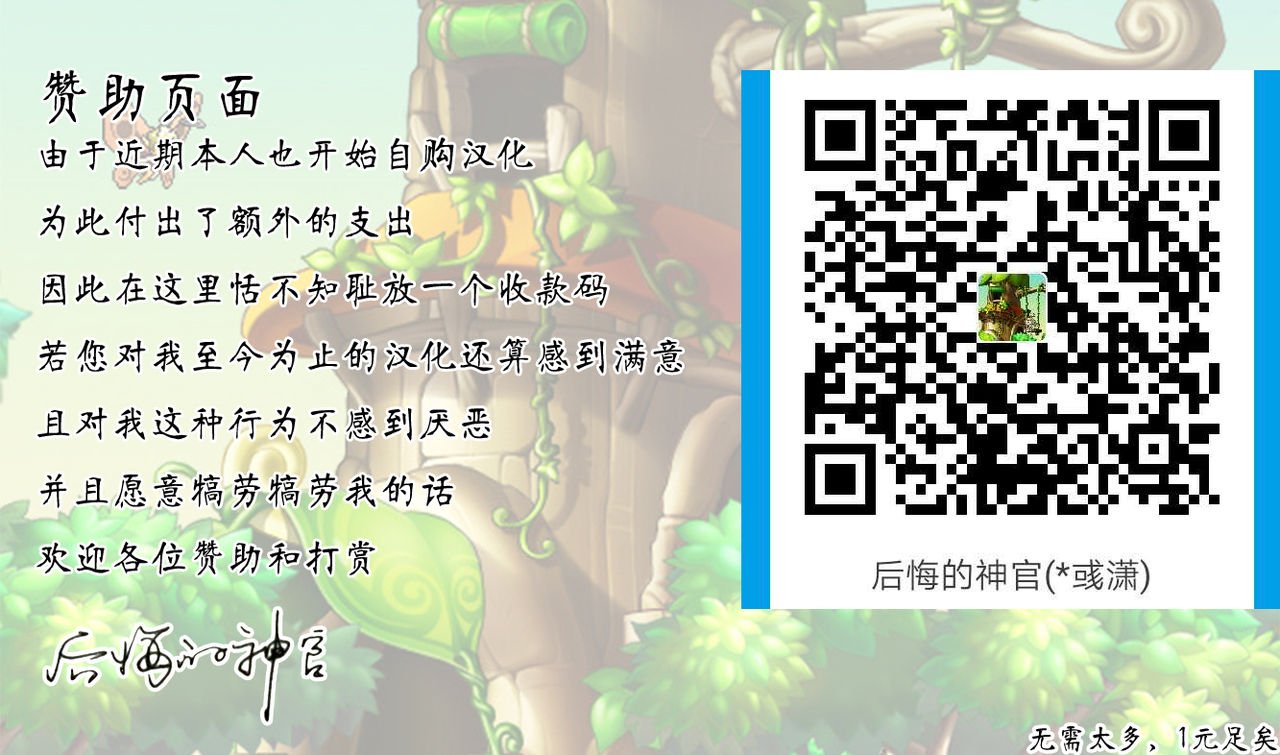 赞助页面
由于近期本人也开始自购汉化
为此付出了额外的支出
因此在这里恬不知耻放一个收款码
若您对我至今为止的汉化还算感到满意
且对我这种行为不感到厌恶
并且愿意犒劳犒劳我的话
欢迎各位赞助和打赏
后悔的神官
后悔的神官(*彧潇)
无需太多，1元足矣